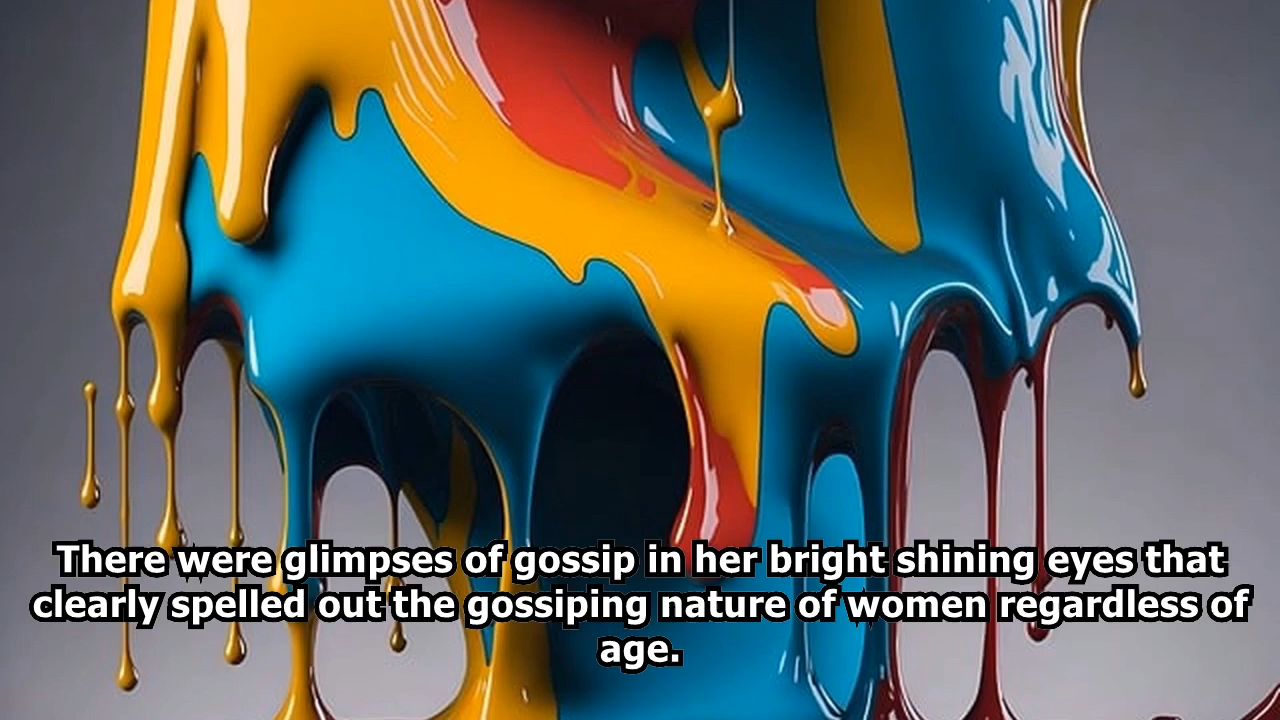 There were glimpses of gossip in her bright shining eyes that
clearly spelled out the gossiping nature of women regardless of
age.